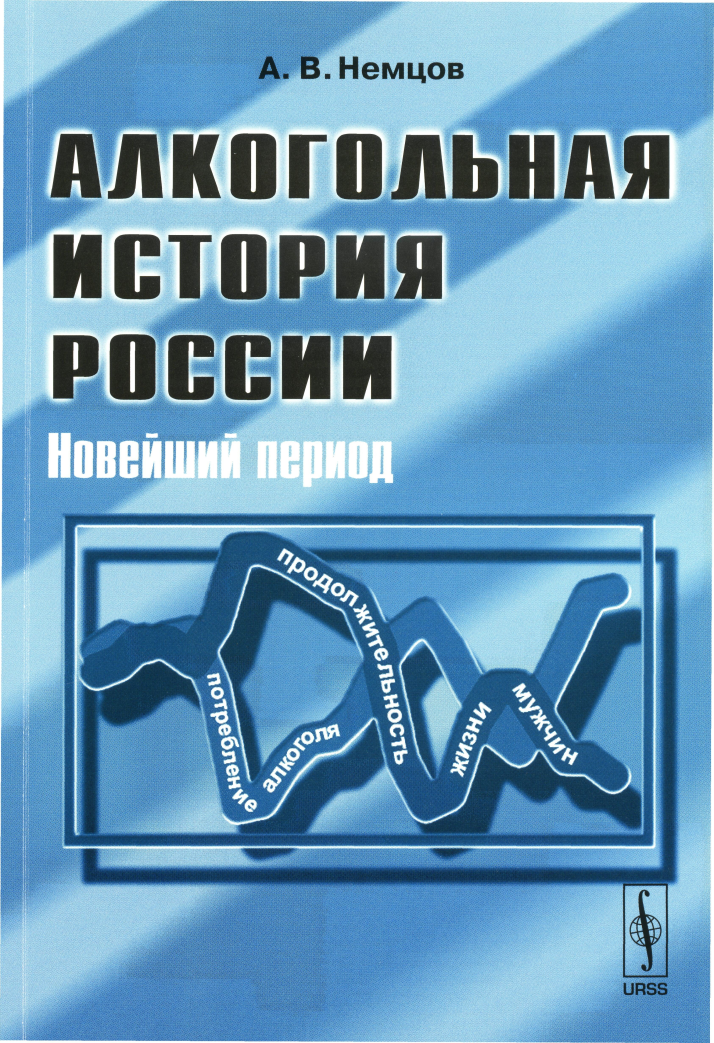 А. В. Немцов
АЛКОГОЛЬНАЯ
ИСТОРИЯ
РОССИИ
Новейший период
продолжительность
жизни
мужчин
потребление
алкоголя
URSS